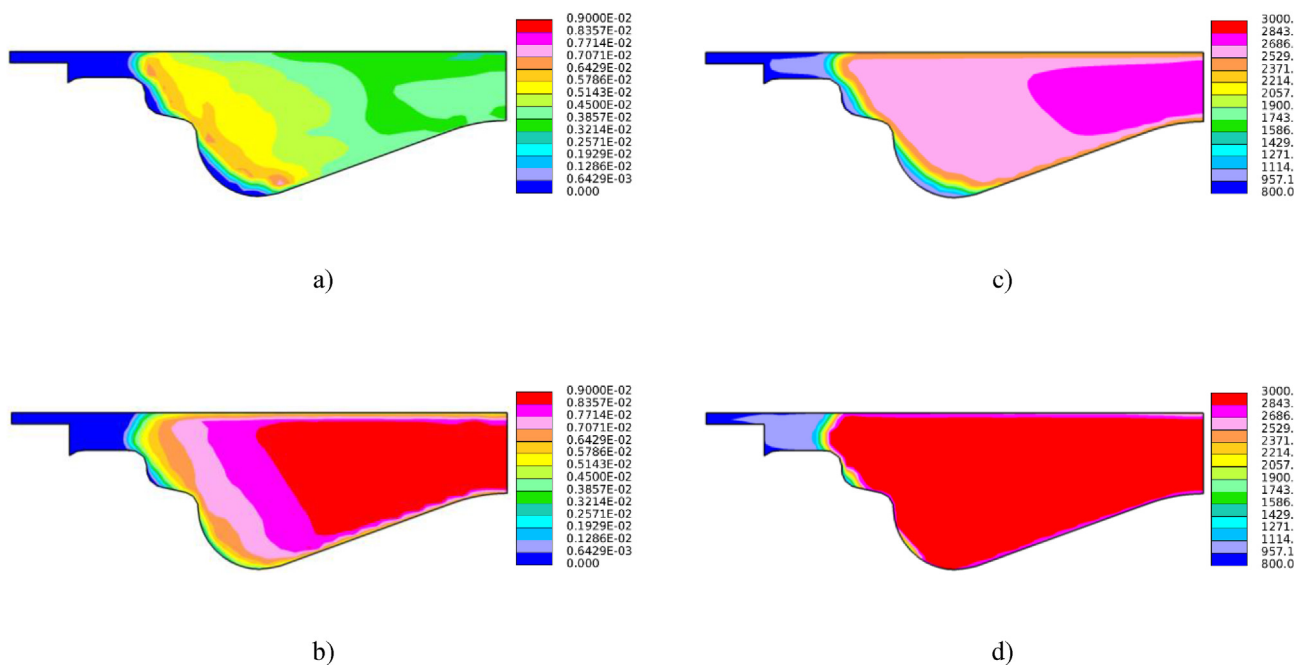 0.9000E-02
0.8357E-02
0.7714E-02
0.7071E-02
0.6429E-02
0.5786E-02
0.5143E-02
0.4500E-02
0.3857E-02
0.3214E-02
0.2571E-02
0.1929E-02
0.1286E-02
0.6429E-03
0.000
a)
3000.
2843.
2686.
2529.
2371.
2214.
2057.
1900.
1743.
1586.
1429.
1271.
1114.
957.1
800.0
c)
0.9000E-02
0.8357E-02
0.7714E-02
0.7071E-02
0.6429E-02
0.5786E-02
0.5143E-02
0.4500E-02
0.3857E-02
0.3214E-02
0.2571E-02
0.1929E-02
0.1286E-02
0.6429E-03
0.000
b)
3000.
2843.
2686.
2529.
2371.
2214.
2057.
1900.
1743.
1586.
1429.
1271.
1114.
957.1
800.0
d)